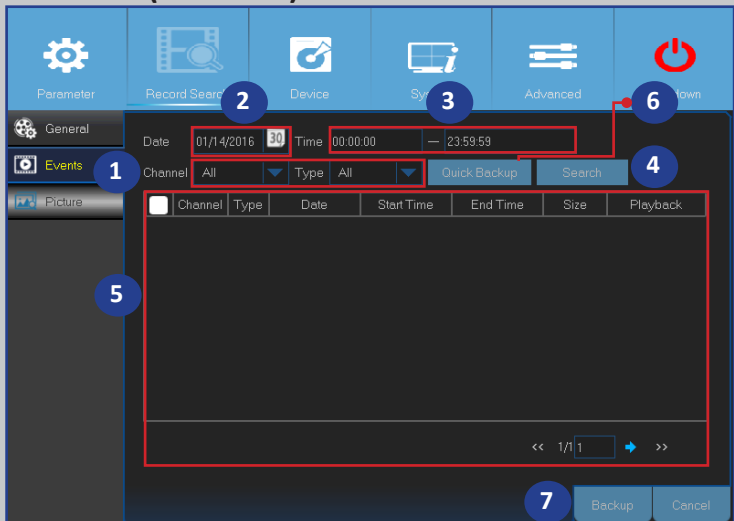 Parameter Record Search Device Advanced
2 3 6
General
Date 01/14/2016 30 Time 00:00:00 — 23:59:59
Events 1 Channel All Type All Quick Backup Search 4
Picture
Channel Type Date Start Time End Time Size Playback
5
<< 1/1 1 >>
7 Backup Cancel